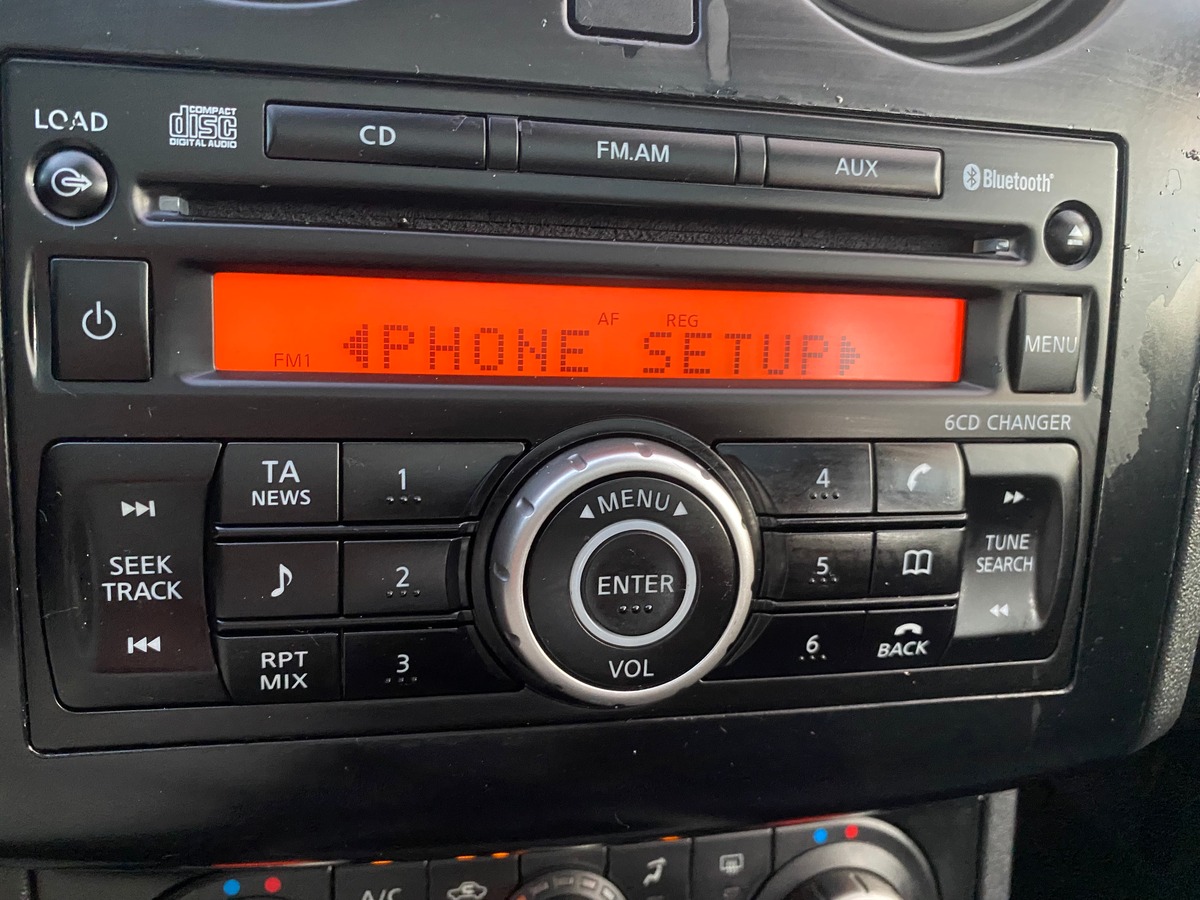 LOAD
COMPACT
disc
DIGITAL AUDIO
CD
FM.AM
AUX
Bluetooth®
AF
REG
FM1
PHONE SETUP
MENU
6CD CHANGER
SEEK
TRACK
TA
NEWS
1
2
RPT
MIX
3
MENU
ENTER
VOL
4
5
6
BACK
TUNE
SEARCH
A/C